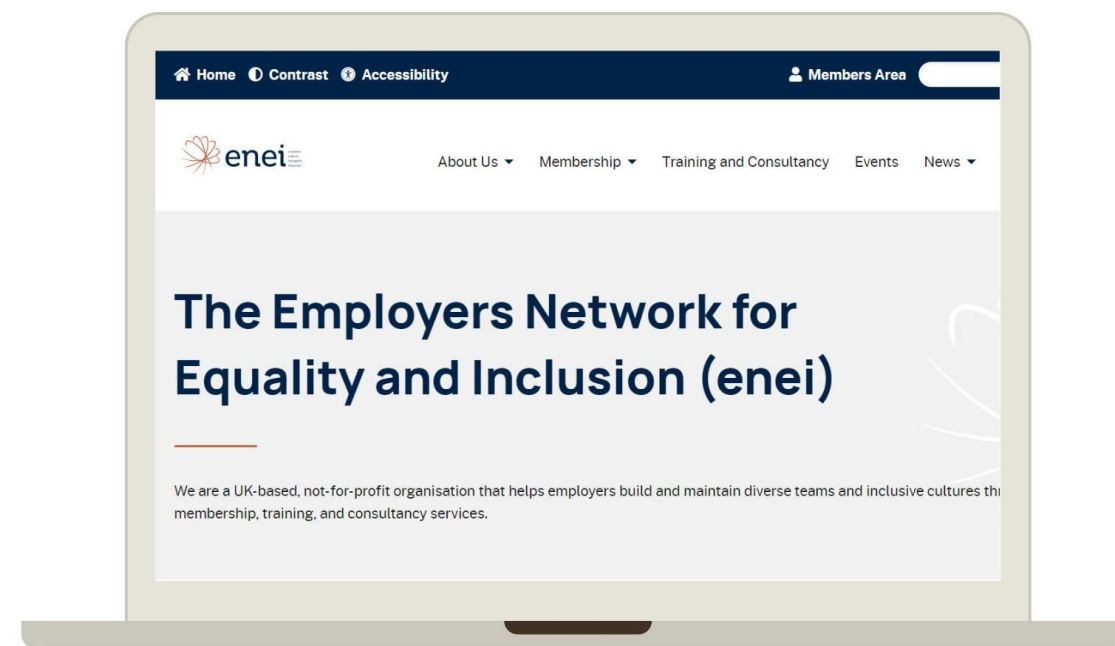 Home Contrast Accessibility Members Area
enei
About Us Membership Training and Consultancy Events News
The Employers Network for
Equality and Inclusion (enei)
We are a UK-based, not-for-profit organisation that helps employers build and maintain diverse teams and inclusive cultures
membership, training, and consultancy services.